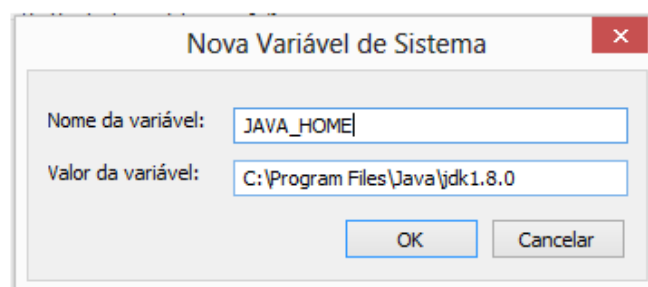 Nova Variável de Sistema
Nome da variável: JAVA_HOME
Valor da variável: C:\Program Files\Java\jdk1.8.0
OK Cancelar